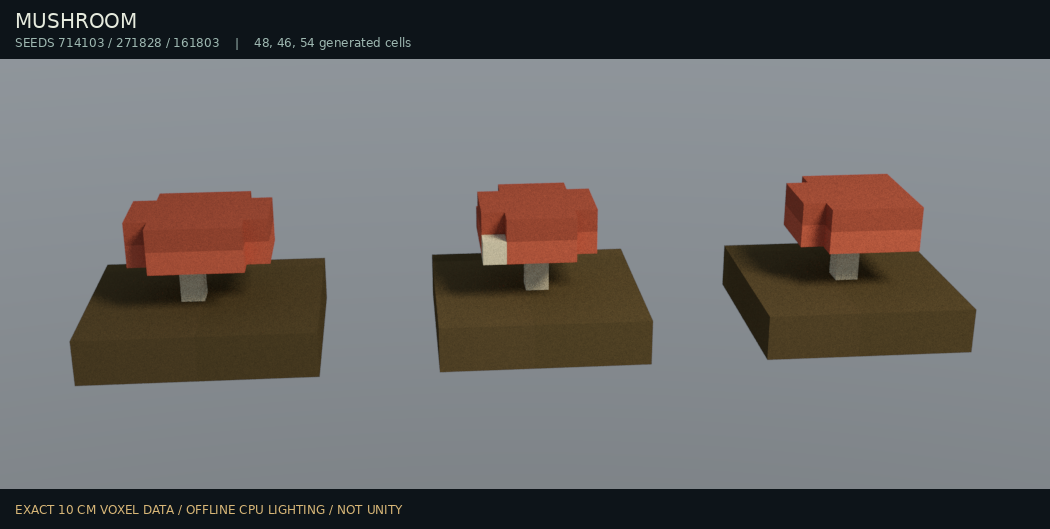 MUSHROOM
SEEDS 714103 / 271828 / 161803 | 48, 46, 54 generated cells
EXACT 10 CM VOXEL DATA / OFFLINE CPU LIGHTING / NOT UNITY